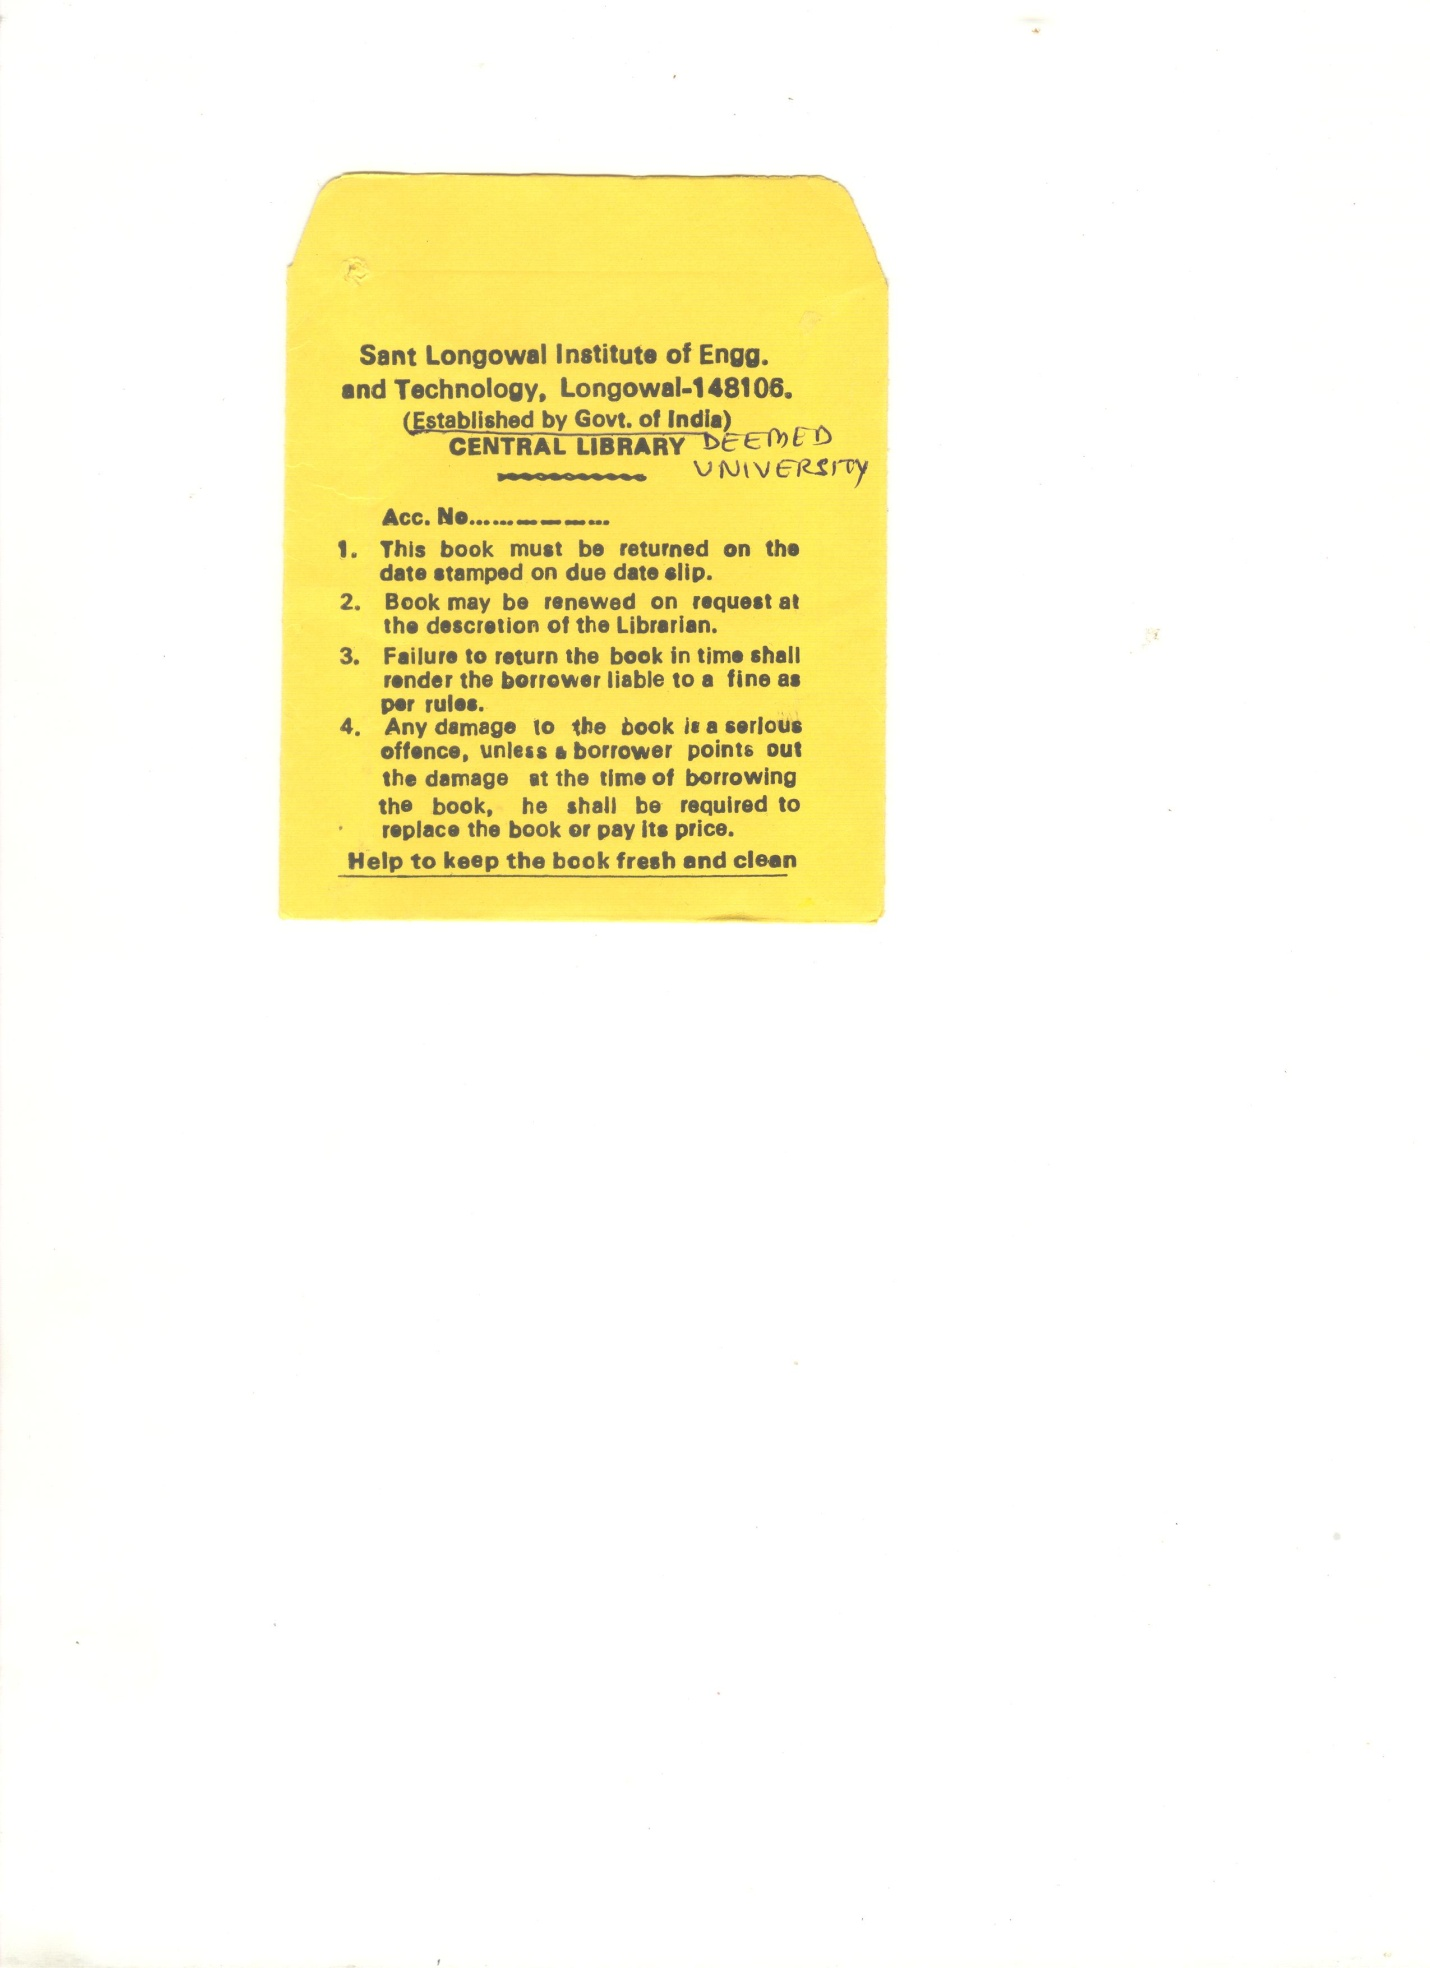 Sant Longowal Institute of Engg.
and Technology, Longowal-148106.
(Established by Govt. of India)
CENTRAL LIBRARY DEEMED
UNIVERSITY
Acc. No...............
1. This book must be returned on the
date stamped on due date slip.
2. Book may be renewed on request at
the descretion of the Librarian.
3. Failure to return the book in time shall
render the borrower liable to a fine as
per rules.
4. Any damage to the book is a serious
offence, unless a borrower points out
the damage at the time of borrowing
the book, he shall be required to
replace the book or pay its price.
Help to keep the book fresh and clean